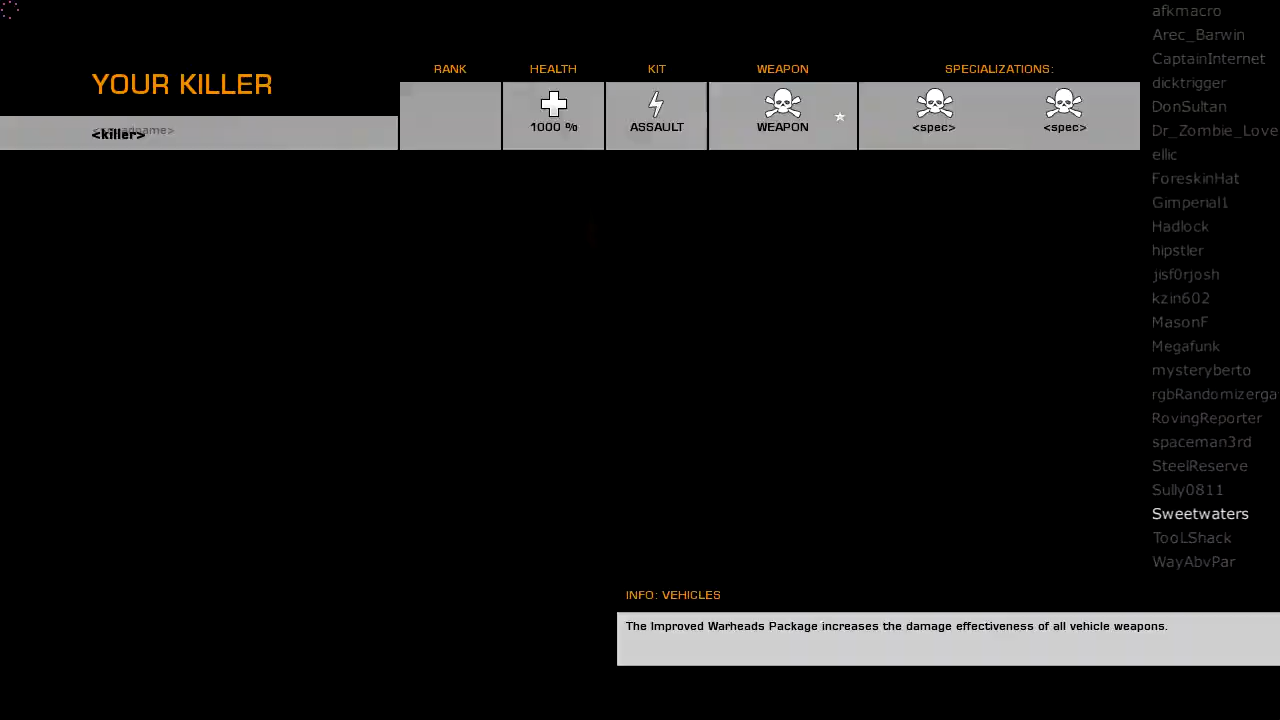 YOUR KILLER
RANK
HEALTH
KIT
WEAPON
SPECIALIZATIONS:
<killer>
1000 %
ASSAULT
WEAPON
<spec>
<spec>
afkmacro
Arec_Barwin
CaptainInternet
dicktrigger
DonSultan
Dr_Zombie_Love
ellic
ForeskinHat
Gimperial1
Hadlock
hipstler
jisf0rjosh
kzin602
MasonF
Megafunk
mysteryberto
rgbRandomizerga
RovingReporter
spaceman3rd
SteelReserve
Sully0811
Sweetwaters
TooLShack
WayAbvPar
INFO: VEHICLES
The Improved Warheads Package increases the damage effectiveness of all vehicle weapons.